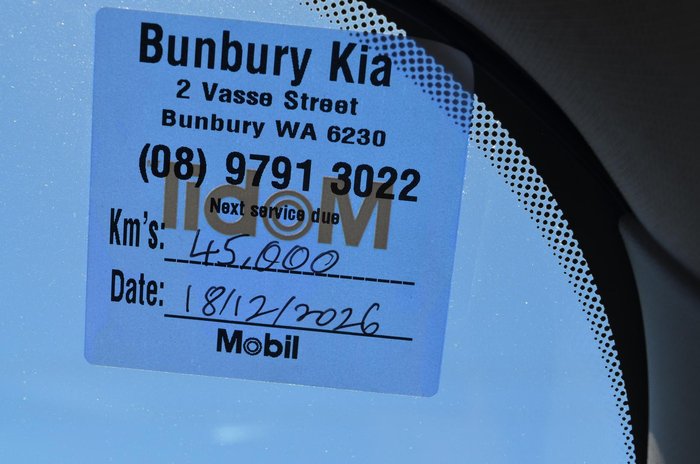 Bunbury Kia
2 Vasse Street
Bunbury WA 6230
(08) 9791 3022
Mobil
Next service due
Km's: 45,000
Date: 18/12/2026
Mobil